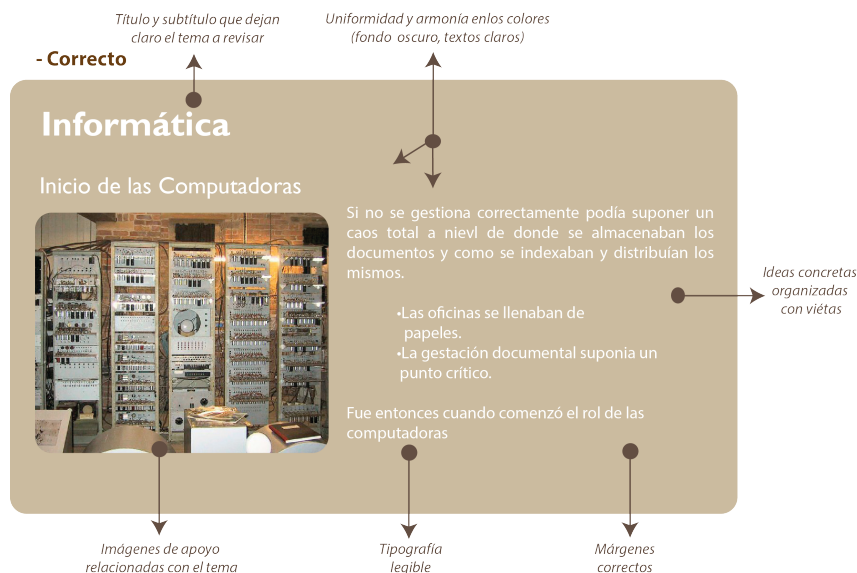 Título y subtítulo que dejan
claro el tema a revisar
Uniformidad y armonía enlos colores
(fondo oscuro, textos claros)
- Correcto
Informática
Inicio de las Computadoras
Si no se gestiona correctamente podía suponer un
caos total a nievl de donde se almacenaban los
documentos y como se indexaban y distribuían los
mismos.
•Las oficinas se llenaban de
papeles.
•La gestación documental suponia un
punto crítico.
Fue entonces cuando comenzó el rol de las
computadoras
Ideas concretas
organizadas
con viétas
Imágenes de apoyo
relacionadas con el tema
Tipografía
legible
Márgenes
correctos